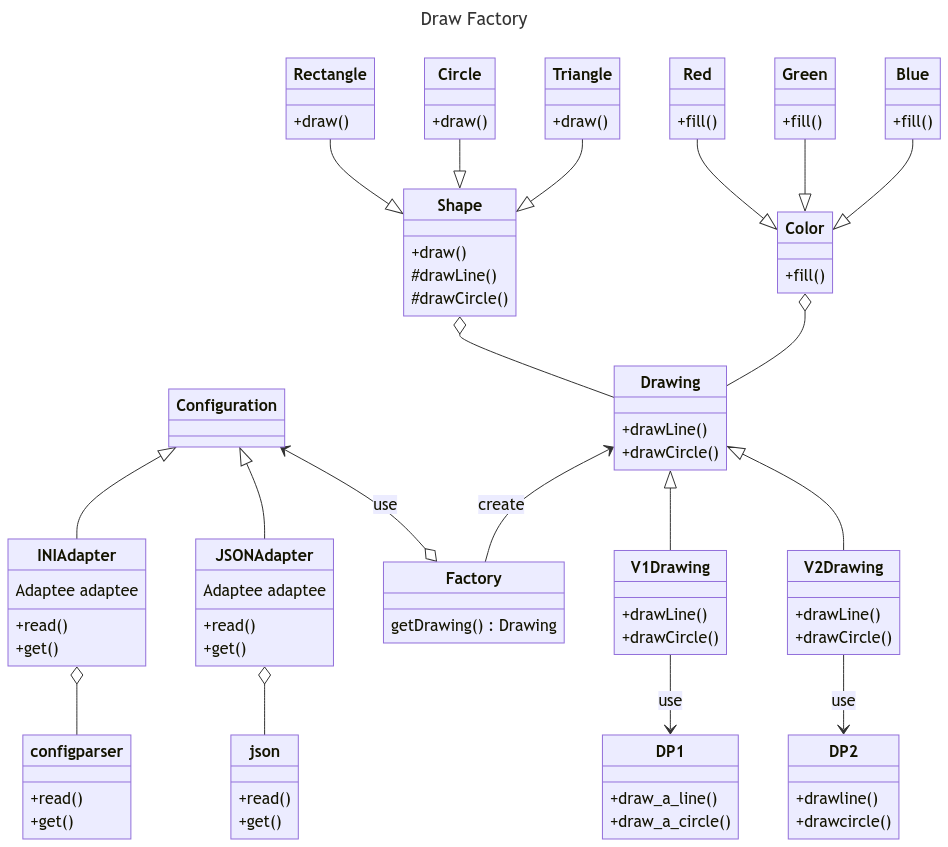 Draw Factory
Rectangle
+draw()
Circle
+draw()
Triangle
+draw()
Red
+fill()
Green
+fill()
Blue
+fill()
Shape
+draw()
#drawLine()
#drawCircle()
Color
+fill()
Drawing
+drawLine()
+drawCircle()
Configuration
use
create
INIAdapter
Adaptee adaptee
+read()
+get()
JSONAdapter
Adaptee adaptee
+read()
+get()
Factory
getDrawing() : Drawing
V1Drawing
+drawLine()
+drawCircle()
V2Drawing
+drawLine()
+drawCircle()
use
use
configparser
+read()
+get()
json
+read()
+get()
DP1
+draw_a_line()
+draw_a_circle()
DP2
+drawline()
+drawcircle()